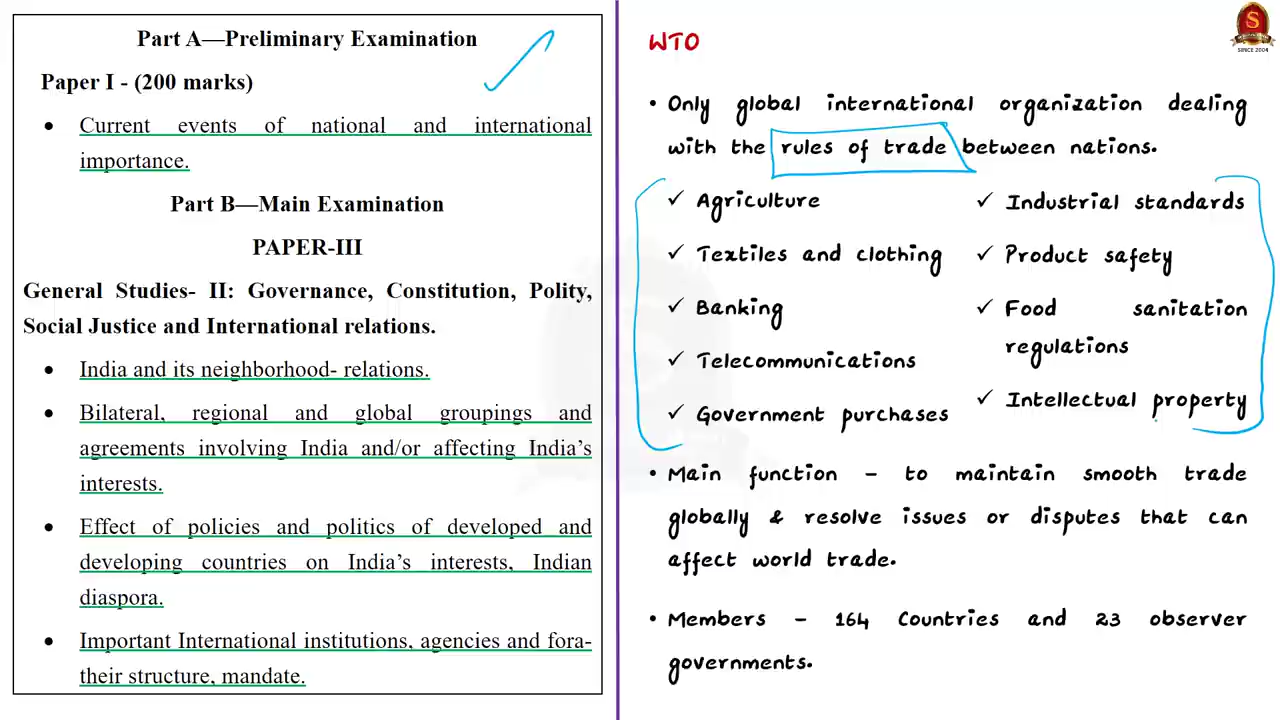 Part A—Preliminary Examination
Paper I - (200 marks)
• Current events of national and international
importance.
Part B—Main Examination
PAPER-III
General Studies- II: Governance, Constitution, Polity,
Social Justice and International relations.
• India and its neighborhood- relations.
• Bilateral, regional and global groupings and
agreements involving India and/or affecting India’s
interests.
• Effect of policies and politics of developed and
developing countries on India’s interests, Indian
diaspora.
• Important International institutions, agencies and fora-
their structure, mandate.
WTO
• Only global international organization dealing
with the rules of trade between nations.
✓ Agriculture
✓ Textiles and clothing
✓ Banking
✓ Telecommunications
✓ Government purchases
✓ Industrial standards
✓ Product safety
✓ Food sanitation
regulations
✓ Intellectual property
• Main function – to maintain smooth trade
globally & resolve issues or disputes that can
affect world trade.
• Members – 164 Countries and 23 observer
governments.
S
SINCE 2004